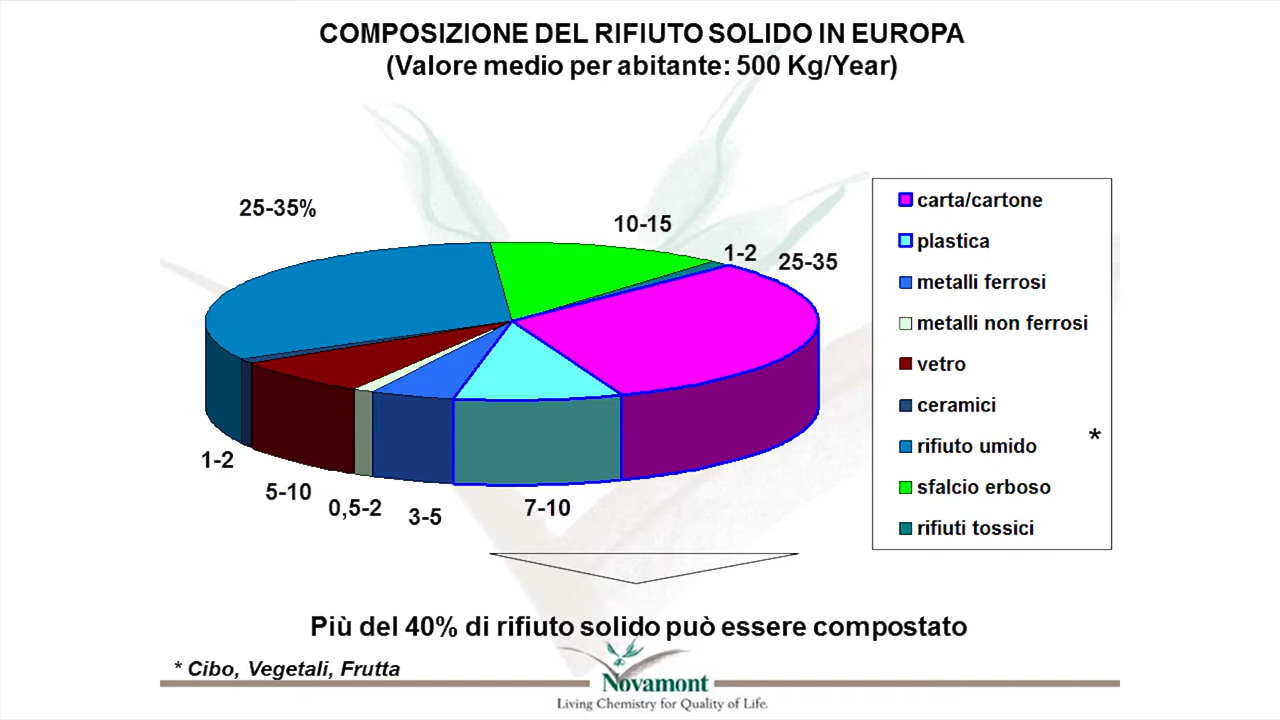 COMPOSIZIONE DEL RIFIUTO SOLIDO IN EUROPA
(Valore medio per abitante: 500 Kg/Year)
25-35%
10-15
1-2
25-35
1-2
5-10
0,5-2
3-5
7-10
carta/cartone
plastica
metalli ferrosi
metalli non ferrosi
vetro
ceramici
rifiuto umido *
sfalcio erboso
rifiuti tossici
Più del 40% di rifiuto solido può essere compostato
* Cibo, Vegetali, Frutta
Novamont
Living Chemistry for Quality of Life.